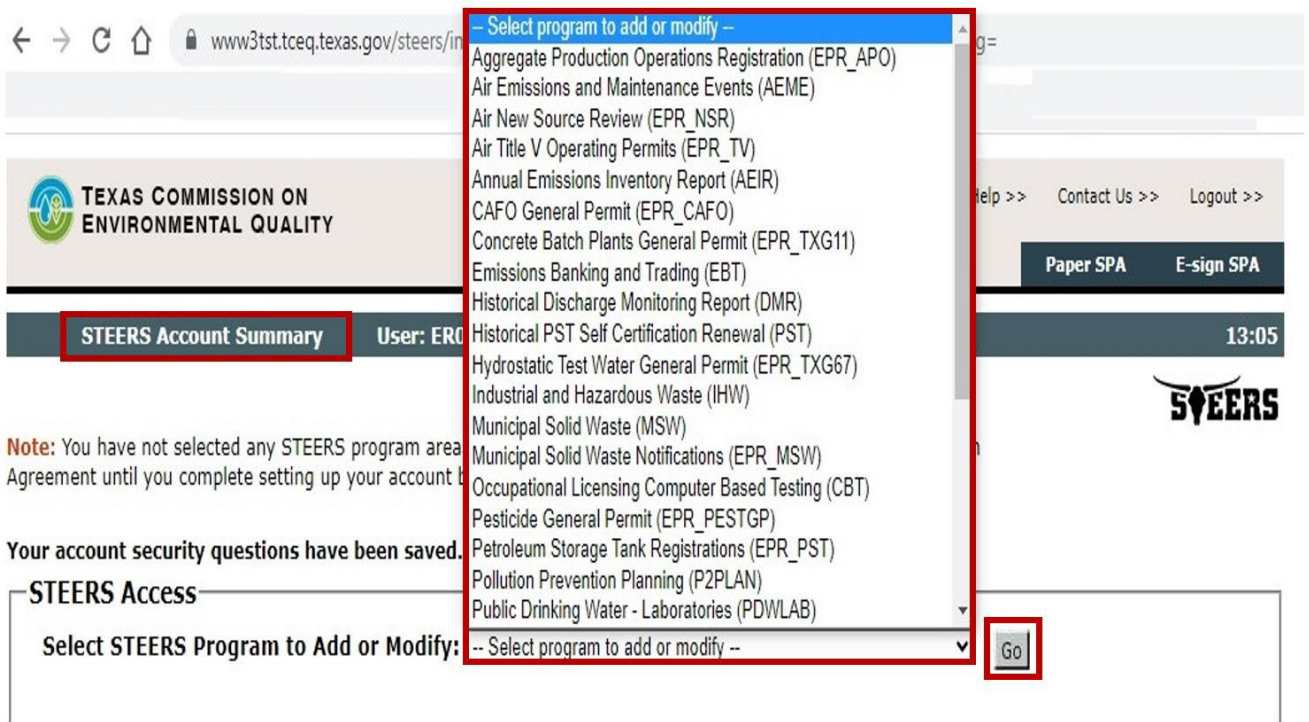 www3tst.tceq.texas.gov/steers/in
g=
-- Select program to add or modify --
Aggregate Production Operations Registration (EPR_APO)
Air Emissions and Maintenance Events (AEME)
Air New Source Review (EPR_NSR)
Air Title V Operating Permits (EPR_TV)
Annual Emissions Inventory Report (AEIR)
CAFO General Permit (EPR_CAFO)
Concrete Batch Plants General Permit (EPR_TXG11)
Emissions Banking and Trading (EBT)
Historical Discharge Monitoring Report (DMR)
Historical PST Self Certification Renewal (PST)
Hydrostatic Test Water General Permit (EPR_TXG67)
Industrial and Hazardous Waste (IHW)
Municipal Solid Waste (MSW)
Municipal Solid Waste Notifications (EPR_MSW)
Occupational Licensing Computer Based Testing (CBT)
Pesticide General Permit (EPR_PESTGP)
Petroleum Storage Tank Registrations (EPR_PST)
Pollution Prevention Planning (P2PLAN)
Public Drinking Water - Laboratories (PDWLAB)
TEXAS COMMISSION ON
ENVIRONMENTAL QUALITY
Help >> Contact Us >> Logout >>
Paper SPA E-sign SPA
STEERS Account Summary User: ER0 13:05
STEERS
Note: You have not selected any STEERS program area
Agreement until you complete setting up your account
Your account security questions have been saved.
STEERS Access
Select STEERS Program to Add or Modify: -- Select program to add or modify -- Go